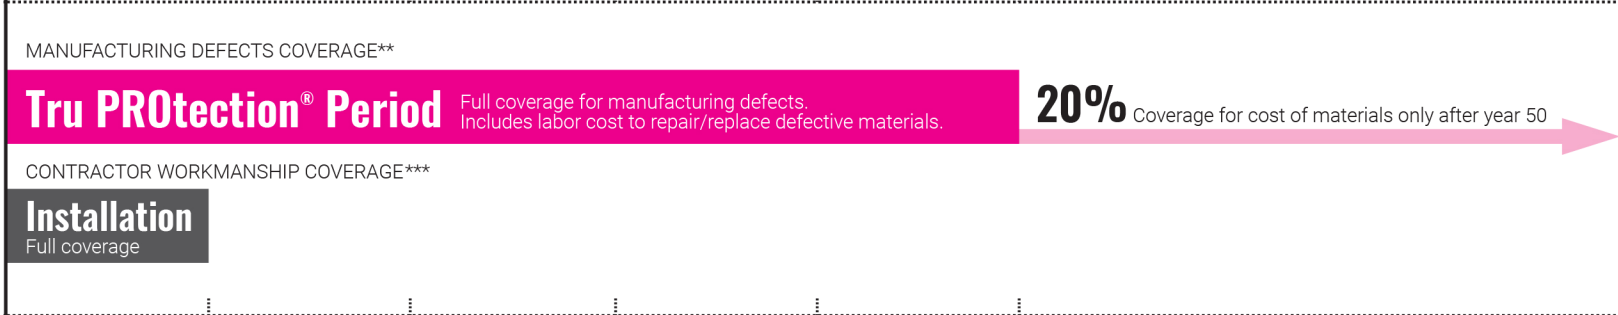 MANUFACTURING DEFECTS COVERAGE**
Tru PROtection® Period
Full coverage for manufacturing defects.
Includes labor cost to repair/replace defective materials.
20% Coverage for cost of materials only after year 50
CONTRACTOR WORKMANSHIP COVERAGE***
Installation
Full coverage